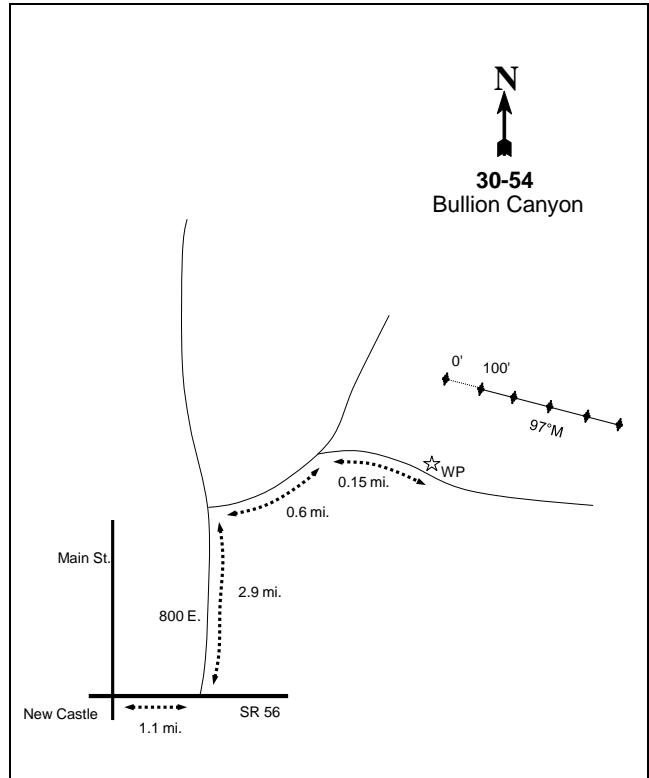 N
30-54
Bullion Canyon
0' 100'
97°M
WP
0.15 mi.
0.6 mi.
Main St.
2.9 mi.
800 E.
New Castle
SR 56
1.1 mi.